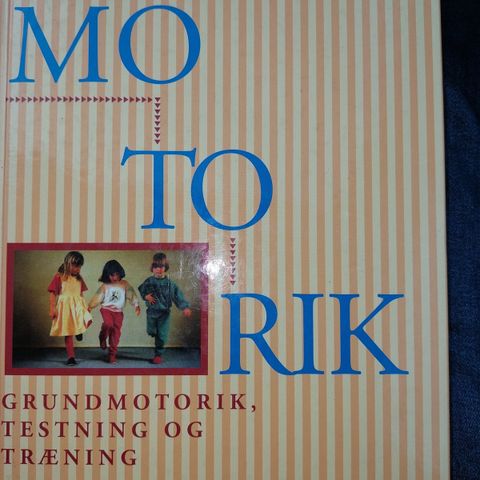 MO
TO
RIK
GRUNDMOTORIK,
TESTNING OG
TRÆNING